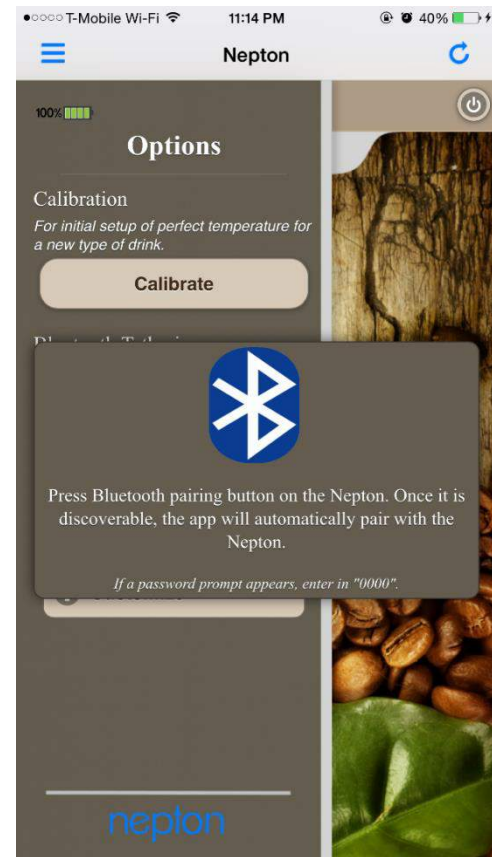 T-Mobile Wi-Fi 11:14 PM 40%
Nepton
100%
Options
Calibration
For initial setup of perfect temperature for
a new type of drink.
Calibrate
Press Bluetooth pairing button on the Nepton. Once it is
discoverable, the app will automatically pair with the
Nepton.
If a password prompt appears, enter in "0000".
nepton